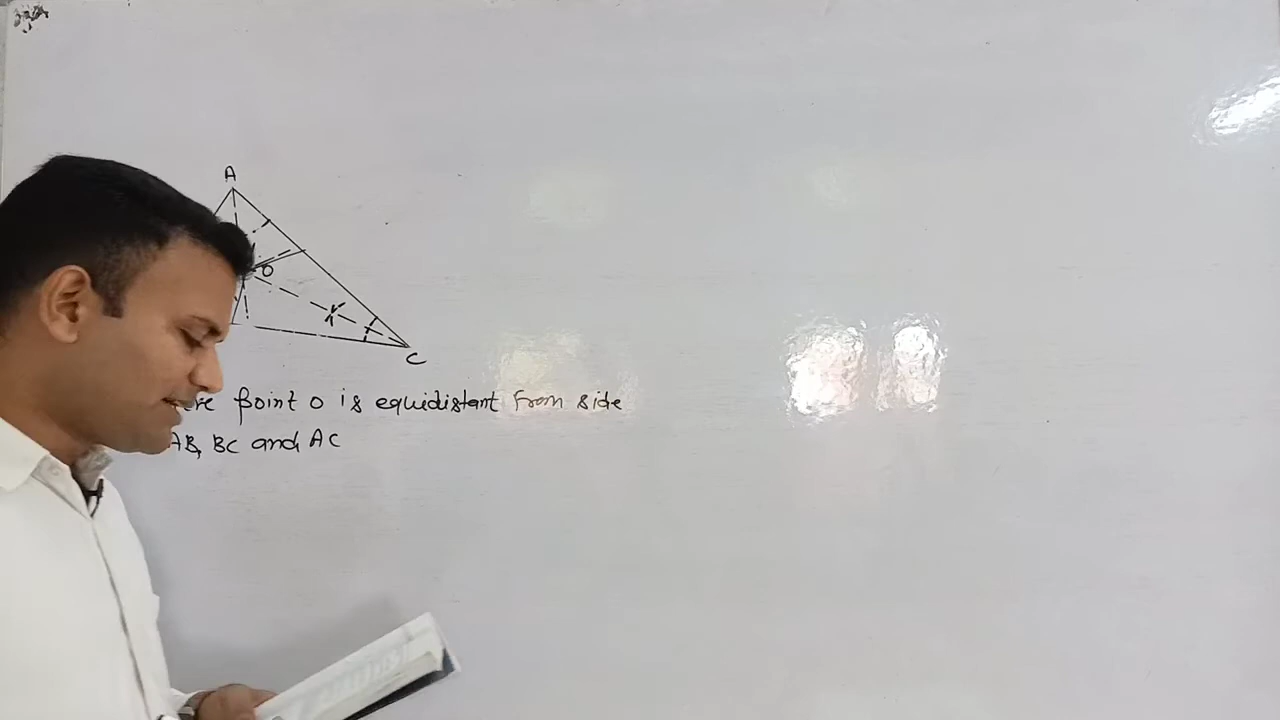 A
O
C
point O is equidistant from side
AB, BC and AC